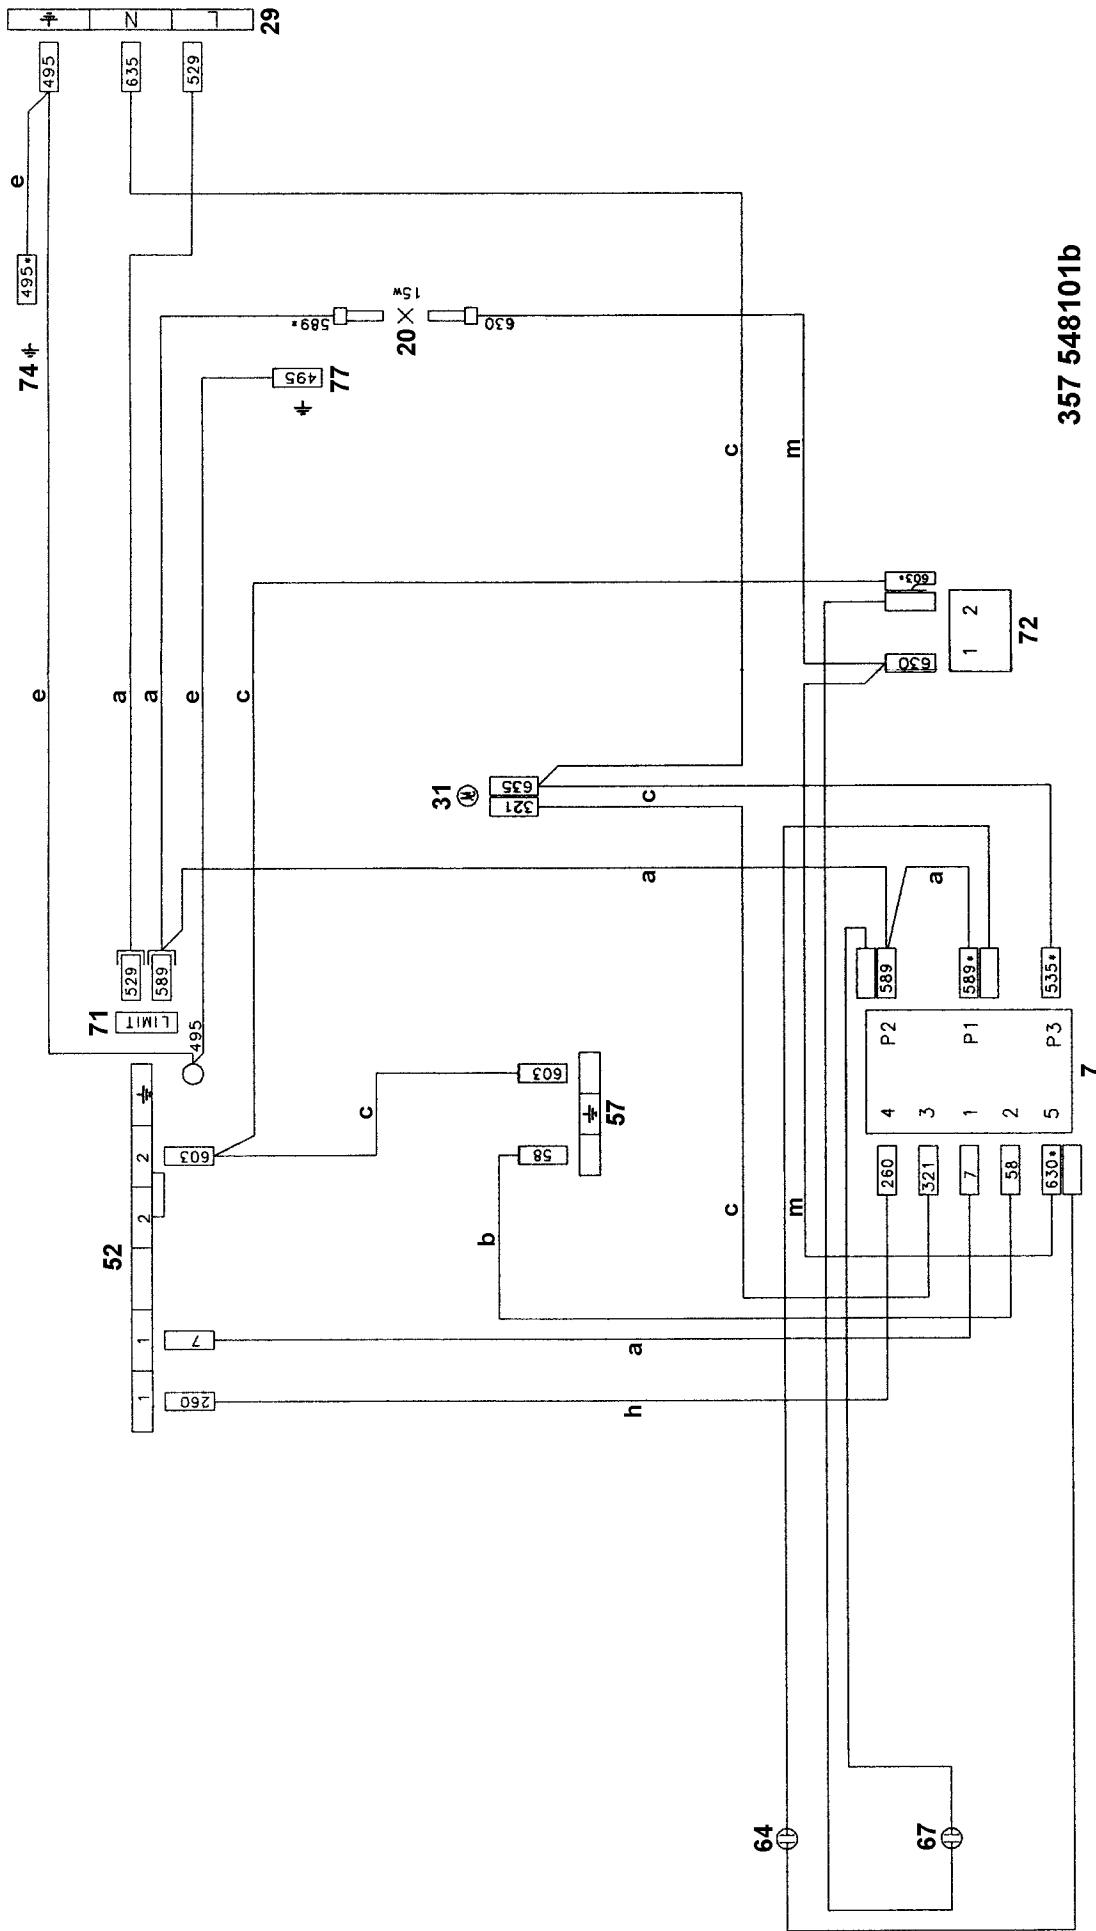 ⏚ N L
29
495
635
529
e
495*
74 ⏚
589*
20
15w
630
495
77
⏚
c
m
357 548101b
603*
1 2
72
630
e
a
a
e
c
31 M
635
321
c
a
a
529
589
71
LIMIT
495
589
589*
535*
P2
P1
P3
4
3
1
2
5
7
52
⏚
2
2
1
1
603
603
c
58
⏚
57
260
321
7
58
630*
c
m
b
7
a
260
h
64
67